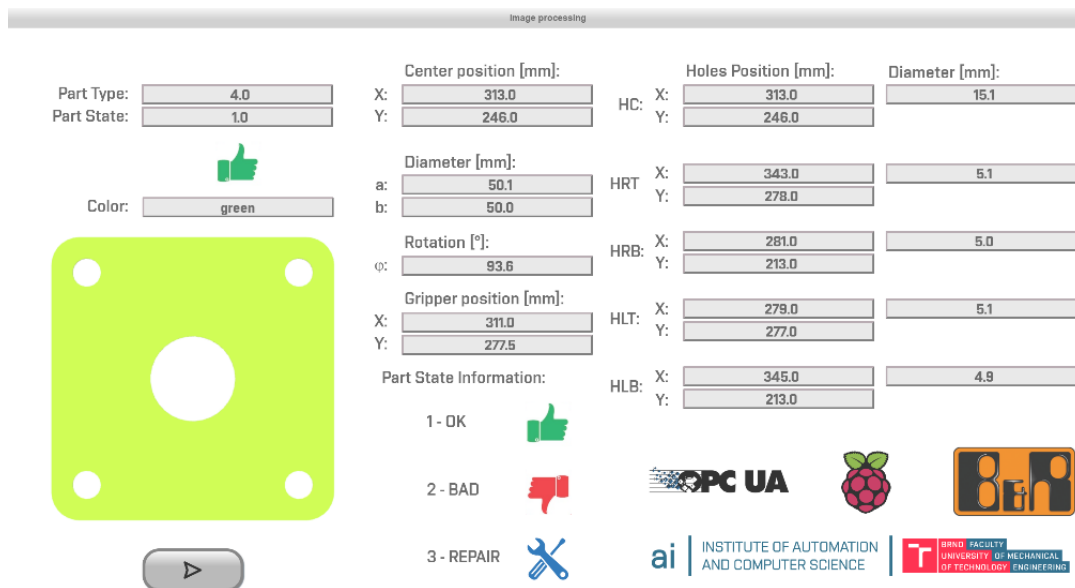 Image processing
Part Type: 4.0
Part State: 1.0
Color: green
Center position [mm]:
X: 313.0
Y: 246.0
Diameter [mm]:
a: 50.1
b: 50.0
Rotation [°]:
φ: 93.6
Gripper position [mm]:
X: 311.0
Y: 277.5
Part State Information:
1 - OK
2 - BAD
3 - REPAIR
Holes Position [mm]: Diameter [mm]:
HC: X: 313.0 15.1
Y: 246.0
HRT X: 343.0 5.1
Y: 278.0
HRB: X: 281.0 5.0
Y: 213.0
HLT: X: 279.0 5.1
Y: 277.0
HLB: X: 345.0 4.9
Y: 213.0
OPC UA
B&R
ai
INSTITUTE OF AUTOMATION
AND COMPUTER SCIENCE
T
BRNO FACULTY
UNIVERSITY OF MECHANICAL
OF TECHNOLOGY ENGINEERING